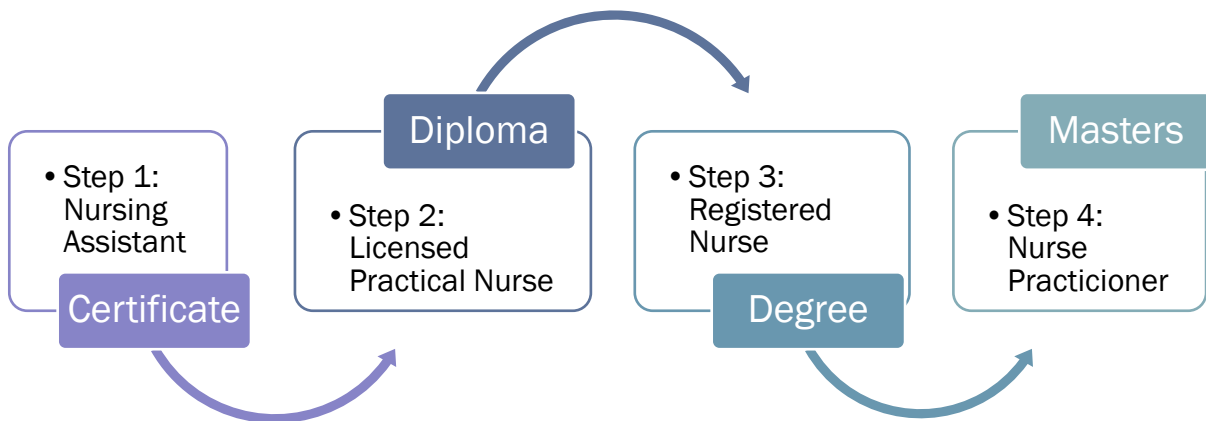 • Step 1:
Nursing
Assistant
Certificate
Diploma
• Step 2:
Licensed
Practical Nurse
• Step 3:
Registered
Nurse
Degree
Masters
• Step 4:
Nurse
Practicioner